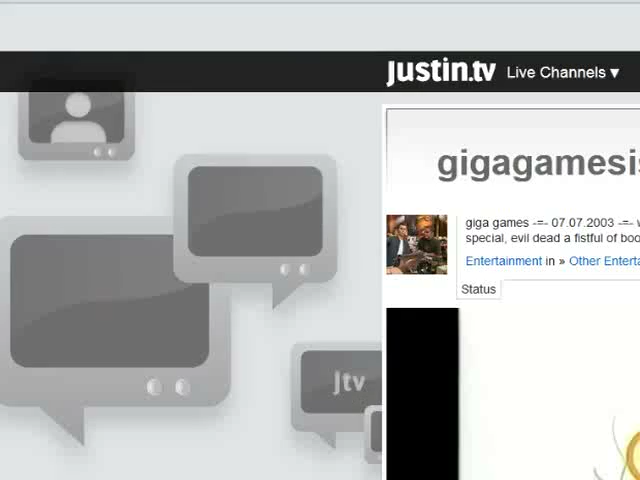 Justin.tv Live Channels ▾
gigagamesi
giga games -=- 07.07.2003 -=-
special, evil dead a fistful of boo
Entertainment in » Other Enterta
Status
Jtv